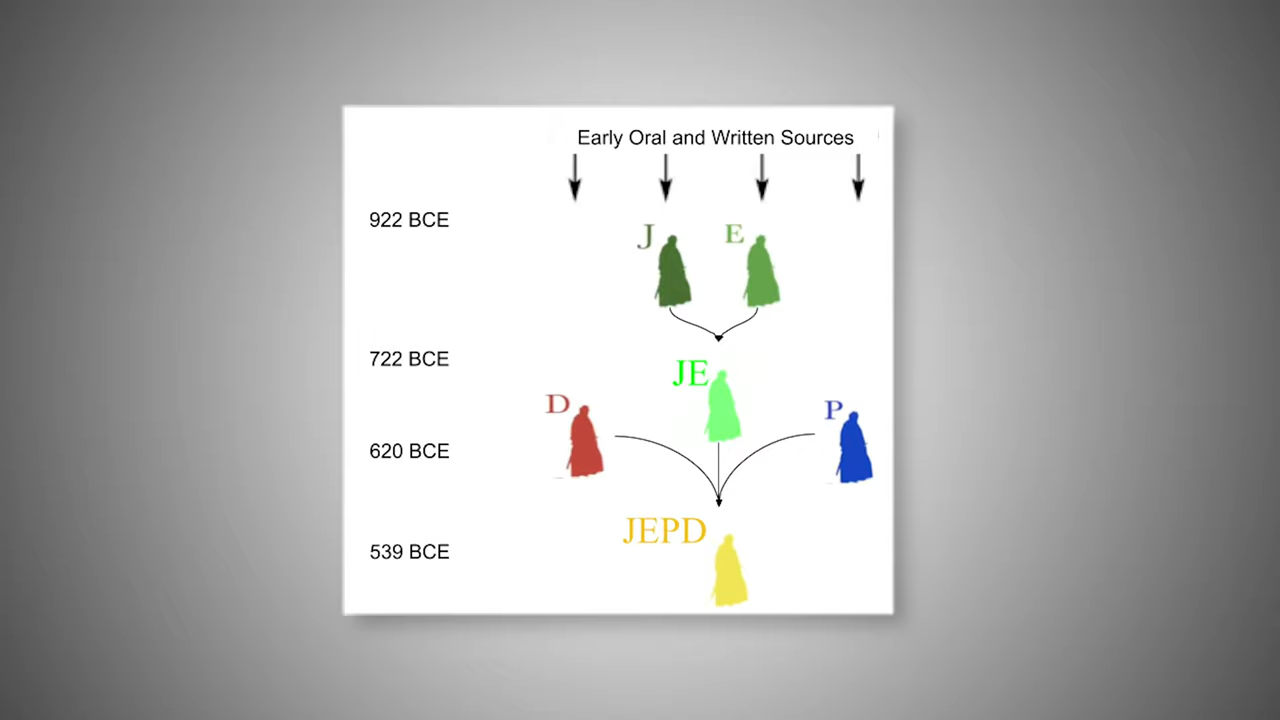 Early Oral and Written Sources
922 BCE
J
E
722 BCE
JE
D
P
620 BCE
JEPD
539 BCE